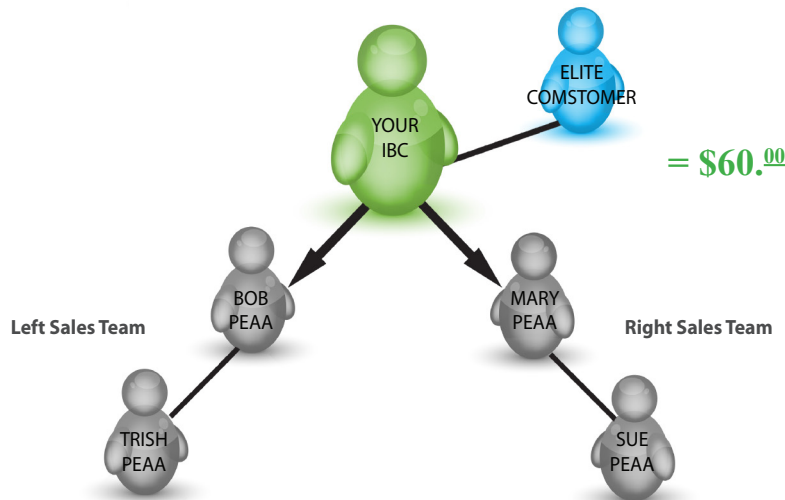 ELITE
COMSTOMER
YOUR
IBC
= $60.00
BOB
PEAA
MARY
PEAA
Left Sales Team
Right Sales Team
TRISH
PEAA
SUE
PEAA